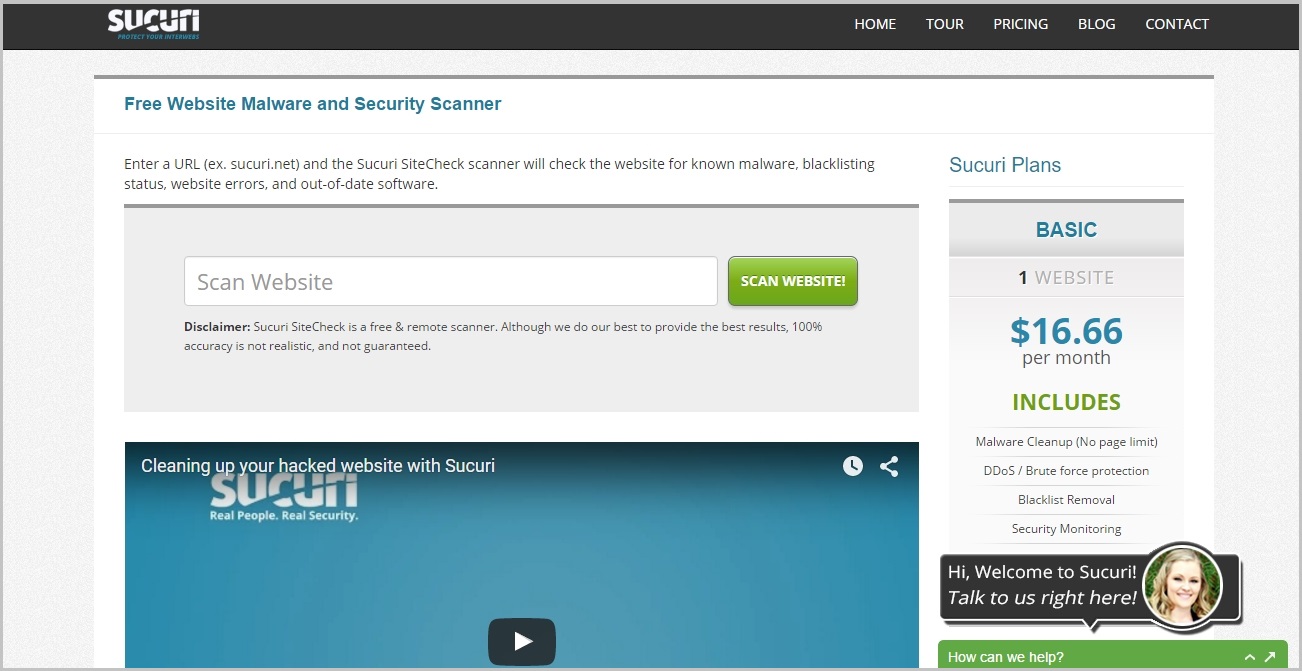 SUCURI
PROTECT YOUR INTERWEBS
HOME TOUR PRICING BLOG CONTACT
Free Website Malware and Security Scanner
Enter a URL (ex. sucuri.net) and the Sucuri SiteCheck scanner will check the website for known malware, blacklisting
status, website errors, and out-of-date software.
Scan Website
SCAN WEBSITE!
Disclaimer: Sucuri SiteCheck is a free & remote scanner. Although we do our best to provide the best results, 100%
accuracy is not realistic, and not guaranteed.
Cleaning up your hacked website with Sucuri
SUCURI
Real People. Real Security.
Sucuri Plans
BASIC
1 WEBSITE
$16.66
per month
INCLUDES
Malware Cleanup (No page limit)
DDoS / Brute force protection
Blacklist Removal
Security Monitoring
Hi, Welcome to Sucuri!
Talk to us right here!
How can we help?